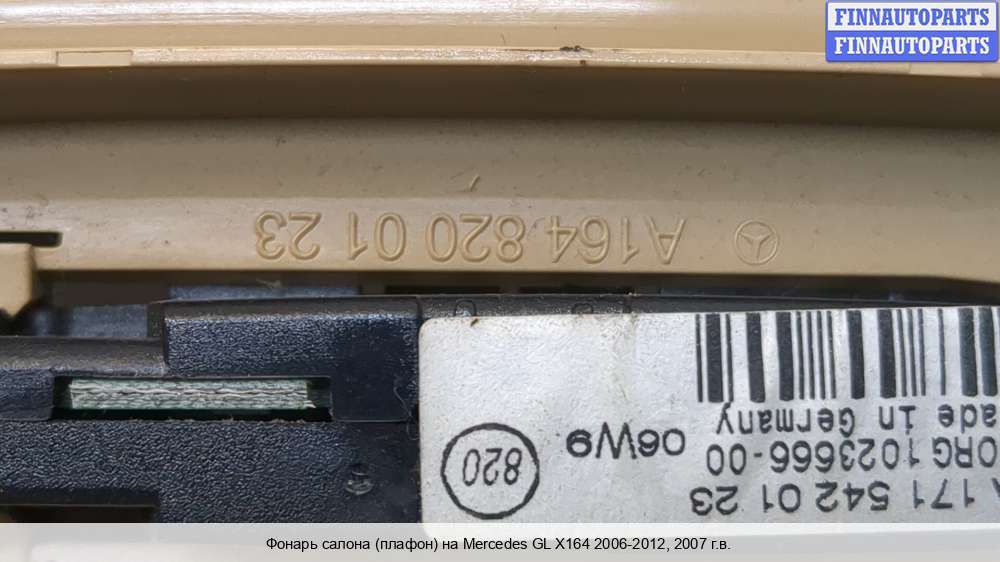 FINNAUTOPARTS
FINNAUTOPARTS
A164 820 01 23
ade in Germany
ORG 1023666-00
A 171 542 01 23
06W9
820
Фонарь салона (плафон) на Mercedes GL X164 2006-2012, 2007 г.в.